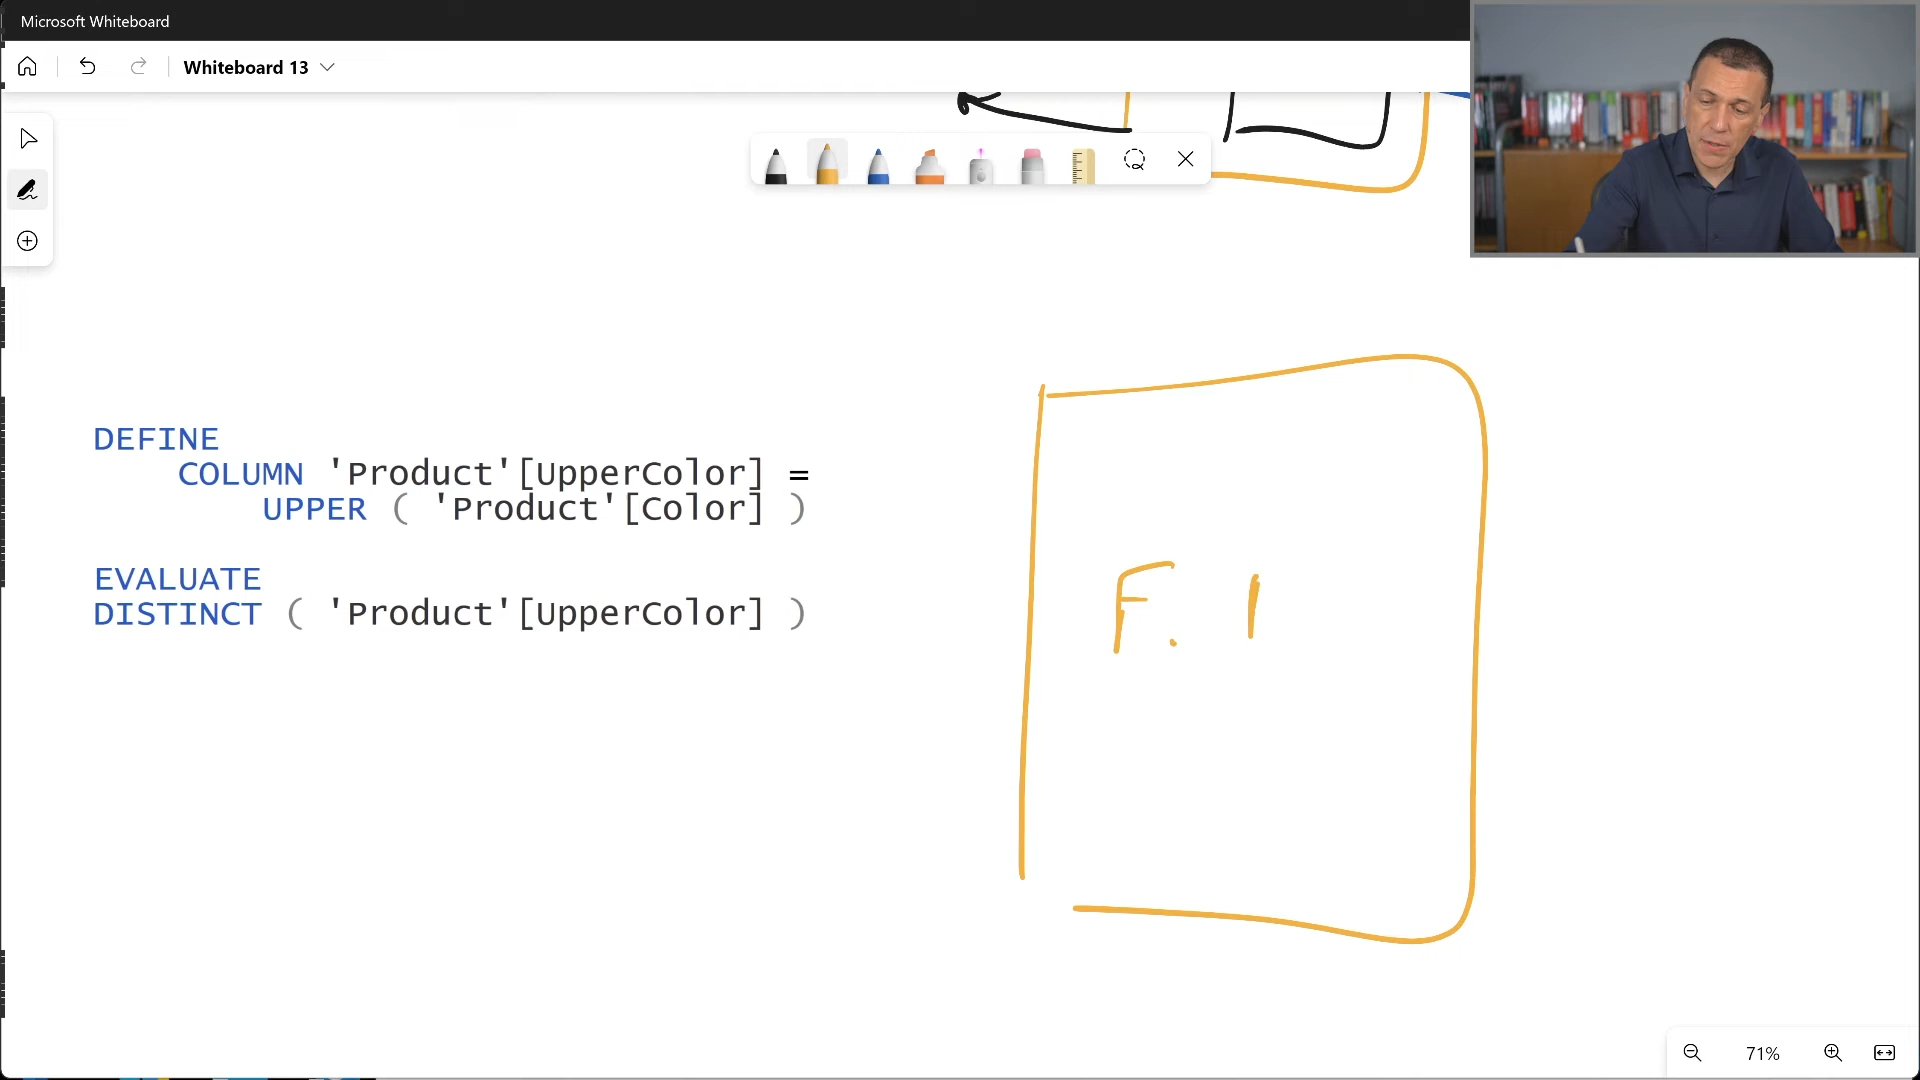 Microsoft Whiteboard
Whiteboard 13
DEFINE
COLUMN 'Product'[UpperColor] =
UPPER ( 'Product'[Color] )
EVALUATE
DISTINCT ( 'Product'[UpperColor] )
F. 1
71%